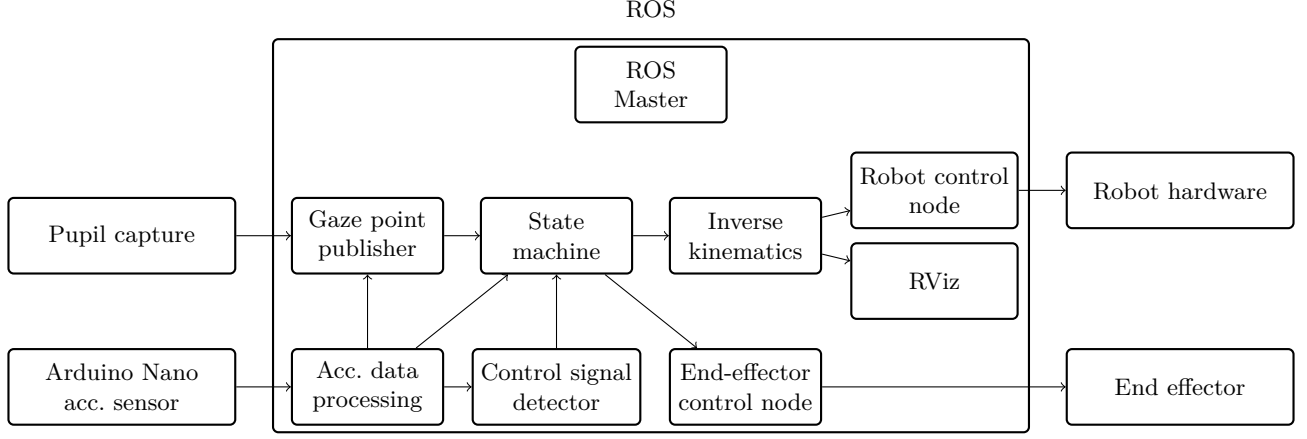 ROS
ROS
Master
Robot control
node
Robot hardware
Pupil capture
Gaze point
publisher
State
machine
Inverse
kinematics
RViz
Arduino Nano
acc. sensor
Acc. data
processing
Control signal
detector
End-effector
control node
End effector